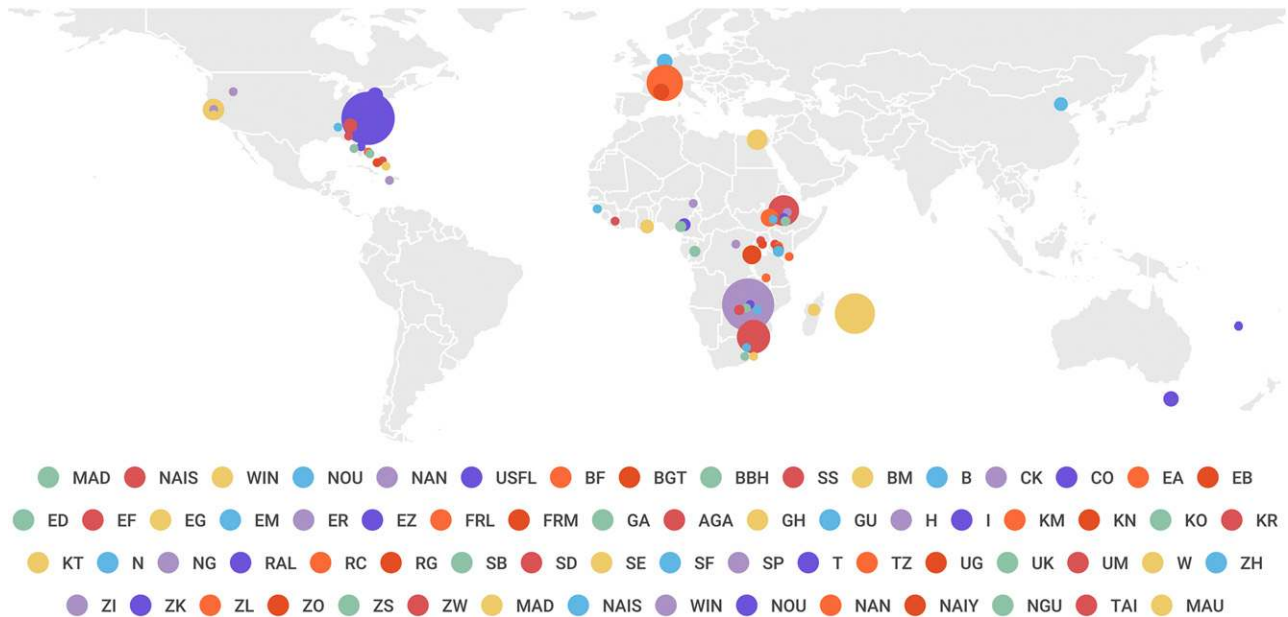 MAD NAIS WIN NOU NAN USFL BF BGT BBH SS BM B CK CO EA EB
ED EF EG EM ER EZ FRL FRM GA AGA GH GU H I KM KN KO KR
KT N NG RAL RC RG SB SD SE SF SP T TZ UG UK UM W ZH
ZI ZK ZL ZO ZS ZW MAD NAIS WIN NOU NAN NAIY NGU TAI MAU